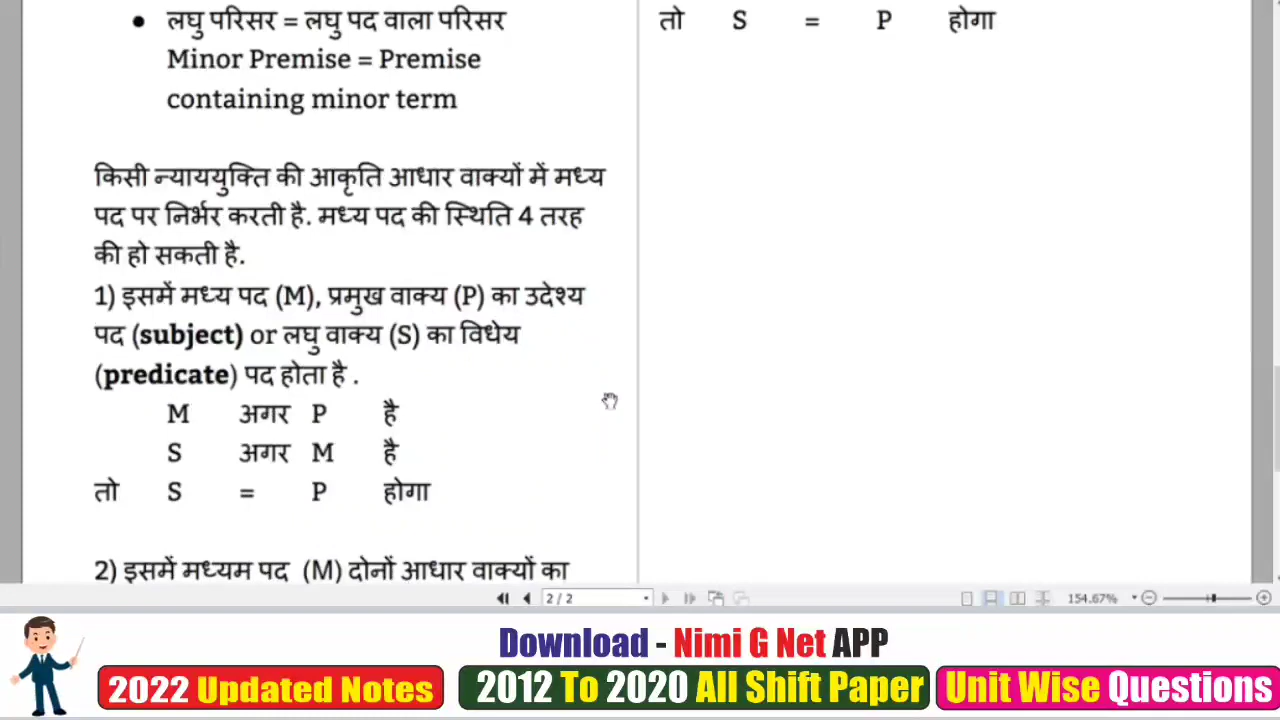 • लघु परिसर = लघु पद वाला परिसर
Minor Premise = Premise
containing minor term
किसी न्याययुक्ति की आकृति आधार वाक्यों में मध्य
पद पर निर्भर करती है. मध्य पद की स्थिति 4 तरह
की हो सकती है.
1) इसमें मध्य पद (M), प्रमुख वाक्य (P) का उदेश्य
पद (subject) or लघु वाक्य (S) का विधेय
(predicate) पद होता है .
M अगर P है
S अगर M है
तो S = P होगा
2) इसमें मध्यम पद (M) दोनों आधार वाक्यों का
तो S = P होगा
2 / 2
154.67%
Download - Nimi G Net APP
2022 Updated Notes
2012 To 2020 All Shift Paper
Unit Wise Questions